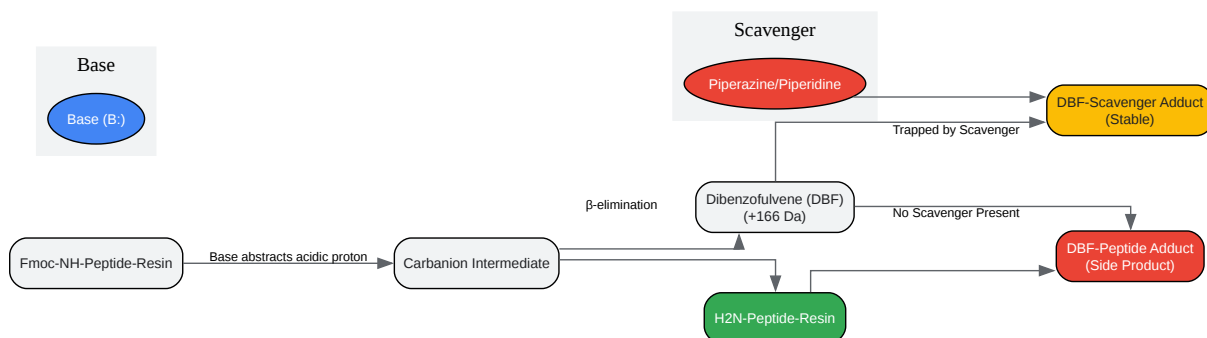 Scavenger
Base
Piperazine/Piperidine
Base (B:)
DBF-Scavenger Adduct
(Stable)
Trapped by Scavenger
β-elimination
Dibenzofulvene (DBF)
(+166 Da)
No Scavenger Present
Fmoc-NH-Peptide-Resin
Base abstracts acidic proton
Carbanion Intermediate
DBF-Peptide Adduct
(Side Product)
H2N-Peptide-Resin